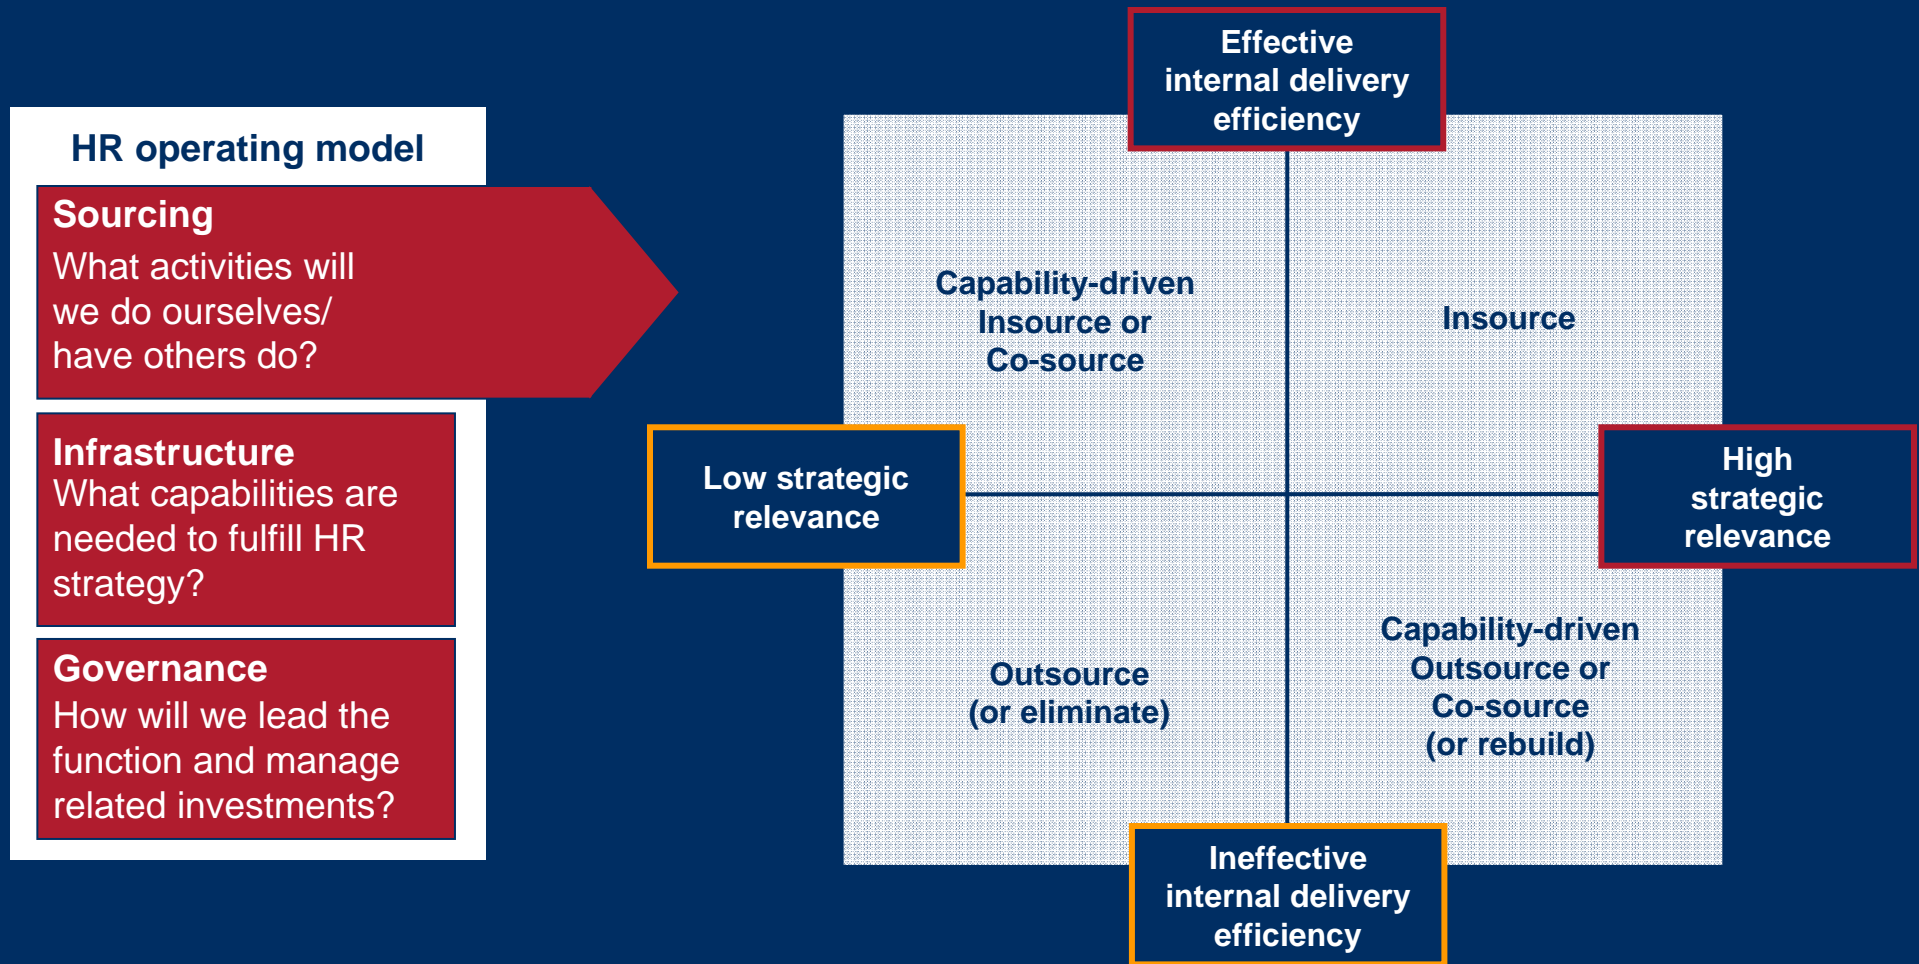 HR operating model
Sourcing
What activities will
we do ourselves/
have others do?
Infrastructure
What capabilities are
needed to fulfill HR
strategy?
Governance
How will we lead the
function and manage
related investments?
Effective
internal delivery
efficiency
Capability-driven
Insource or
Co-source
Insource
Low strategic
relevance
High
strategic
relevance
Outsource
(or eliminate)
Capability-driven
Outsource or
Co-source
(or rebuild)
Ineffective
internal delivery
efficiency